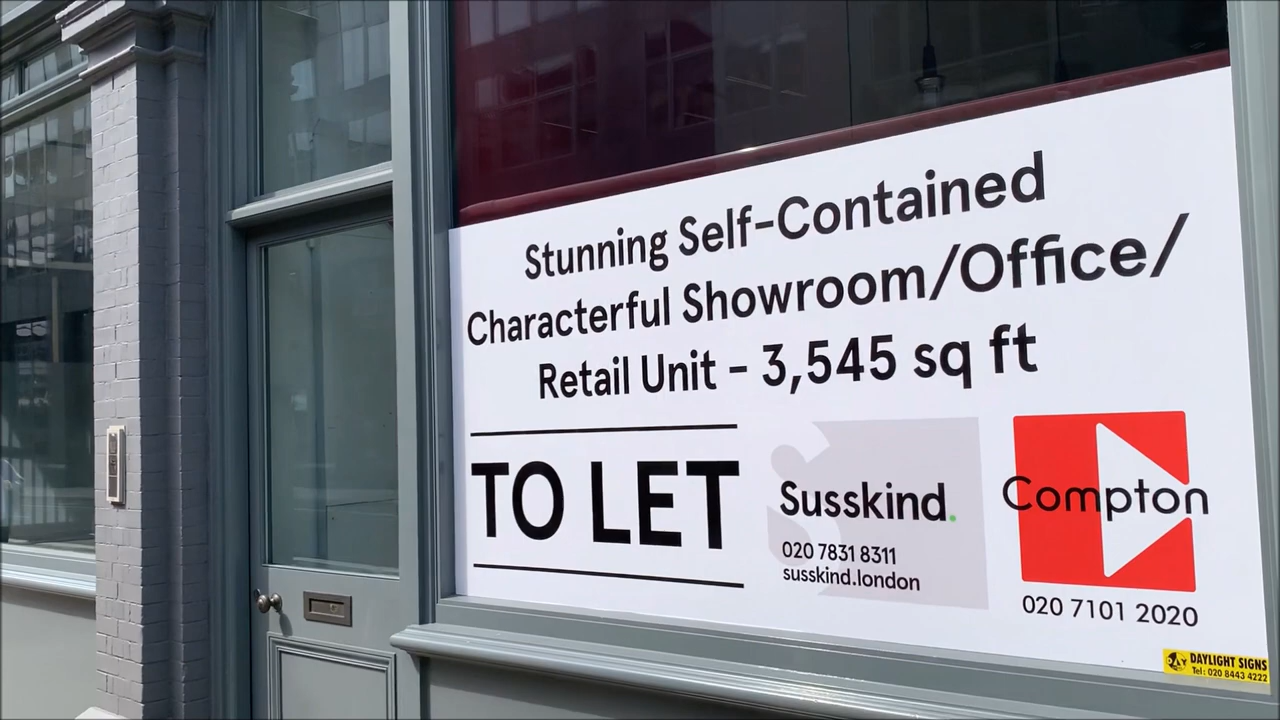 Stunning Self-Contained
Characterful Showroom/Office/
Retail Unit - 3,545 sq ft
TO LET
Susskind.
020 7831 8311
susskind.london
Compton
020 7101 2020
DAYLIGHT SIGNS
Tel: 020 8443 4222